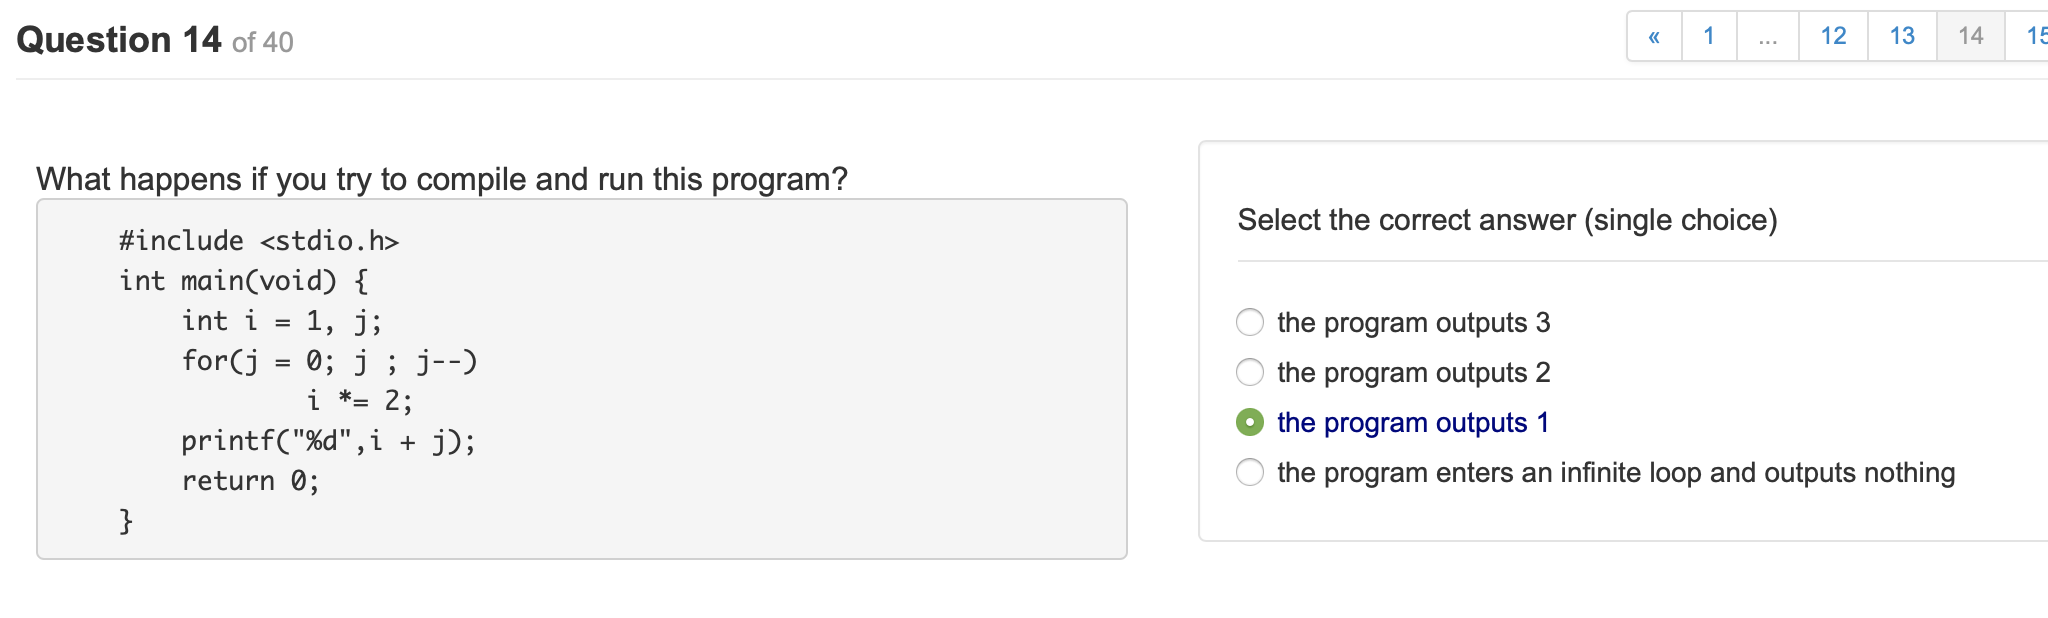 Question 14 of 40
« 1 ... 12 13 14 15
What happens if you try to compile and run this program?
#include <stdio.h>
int main(void) {
    int i = 1, j;
    for(j = 0; j ; j--)
            i *= 2;
    printf("%d",i + j);
    return 0;
}
Select the correct answer (single choice)
the program outputs 3
the program outputs 2
the program outputs 1
the program enters an infinite loop and outputs nothing